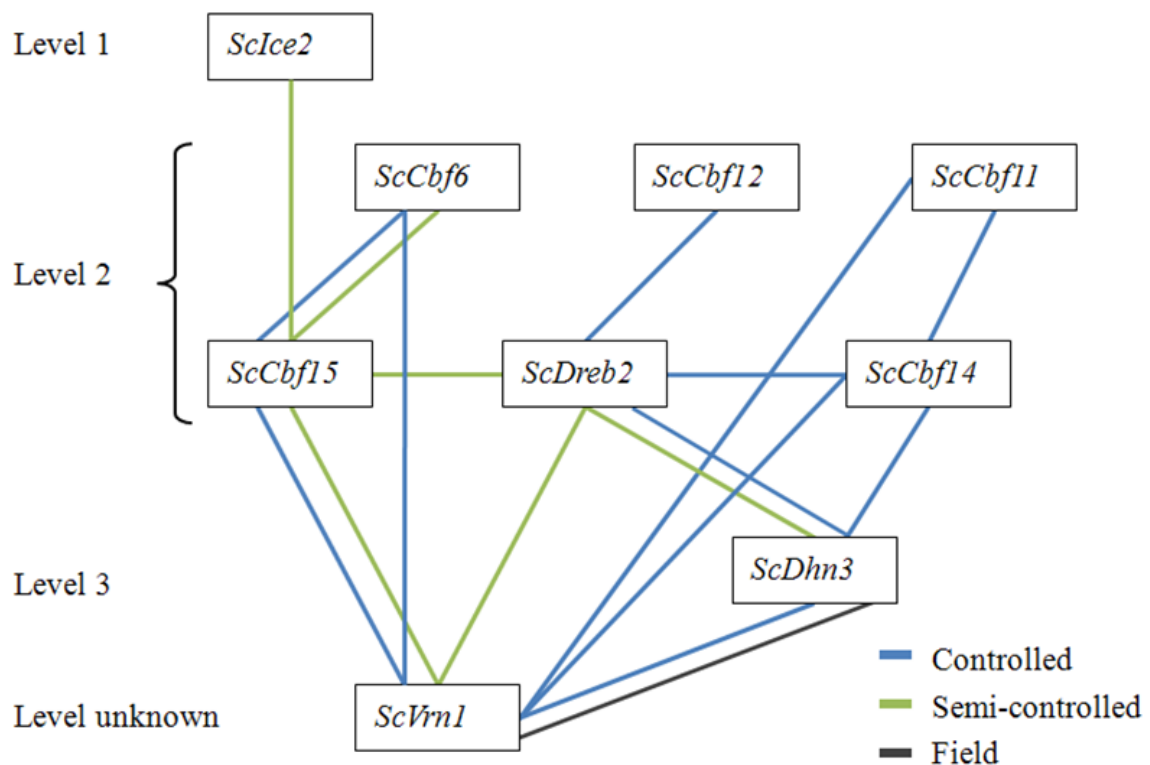 Level 1
ScIce2
ScCbf6
ScCbf12
ScCbf11
Level 2
ScCbf15
ScDreb2
ScCbf14
Level 3
ScDhn3
Level unknown
ScVrn1
Controlled
Semi-controlled
Field